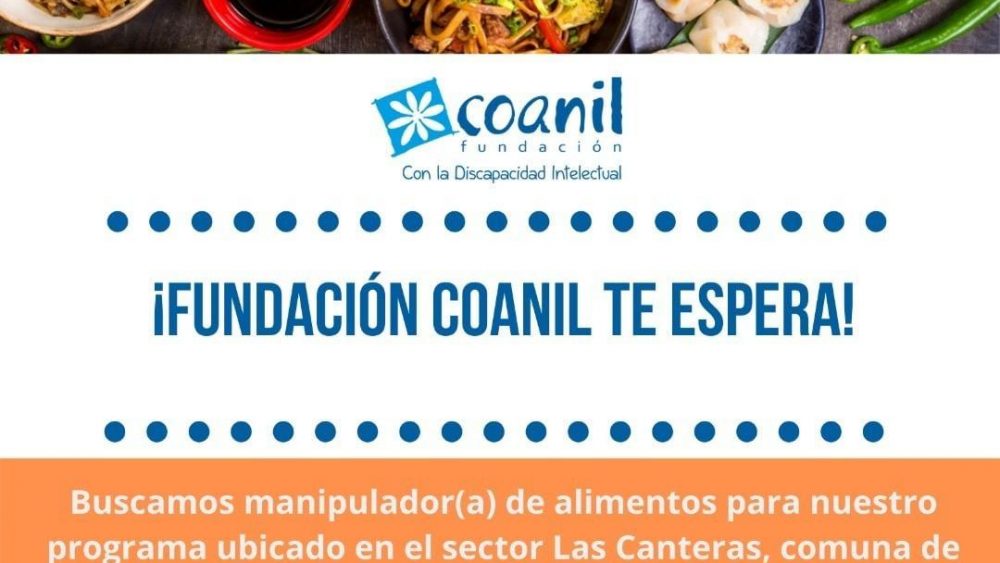 coanil
fundación
Con la Discapacidad Intelectual
¡FUNDACIÓN COANIL TE ESPERA!
Buscamos manipulador(a) de alimentos para nuestro
programa ubicado en el sector Las Canteras, comuna de